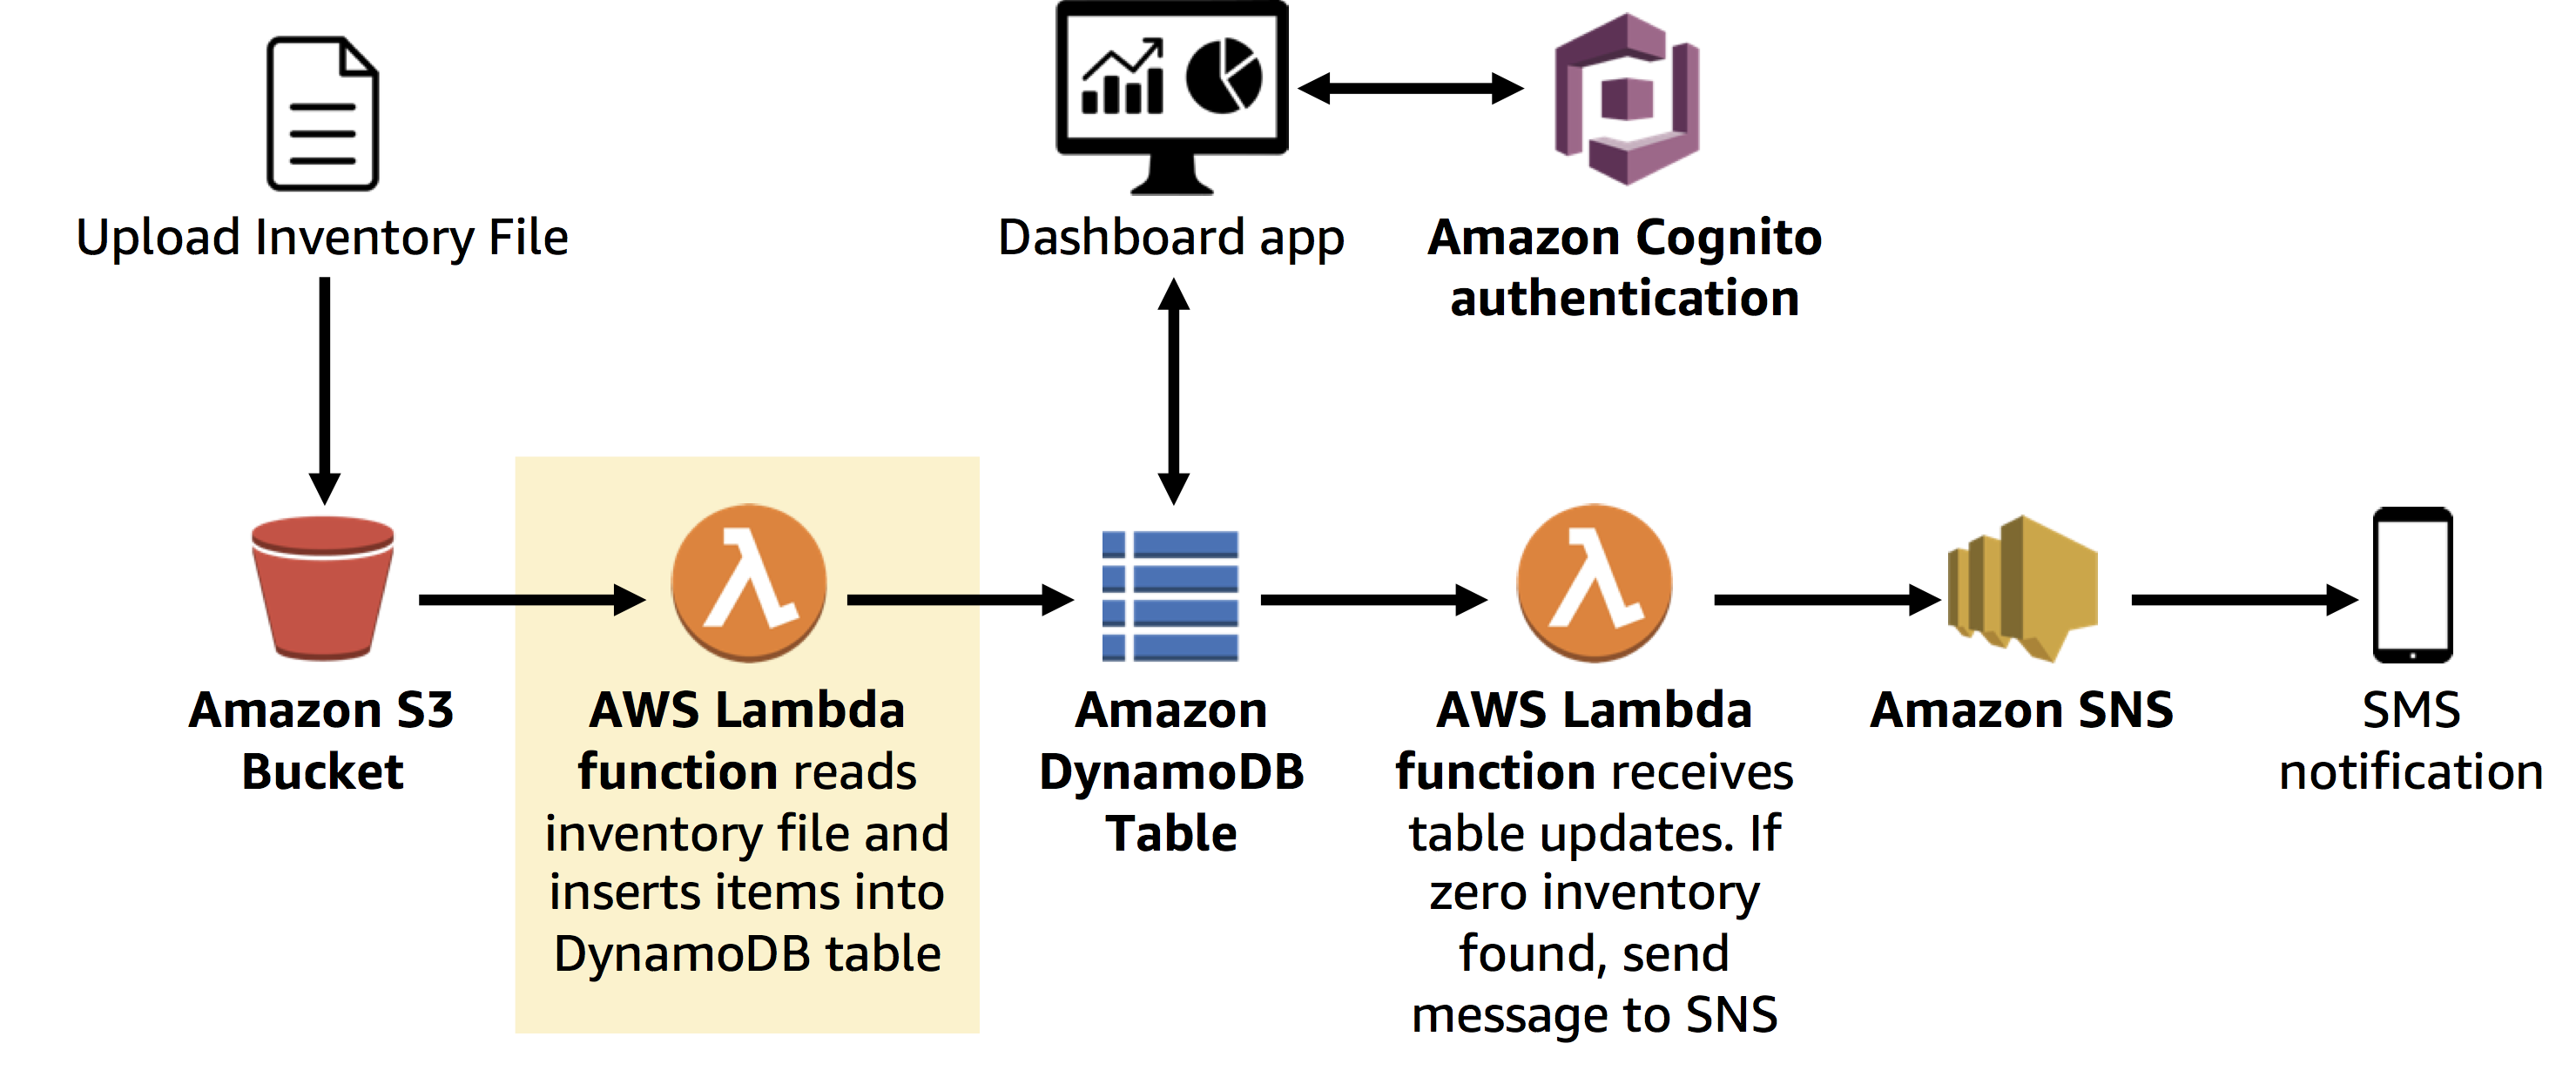 Upload Inventory File
Dashboard app
Amazon Cognito
authentication
Amazon S3
Bucket
AWS Lambda
function reads
inventory file and
inserts items into
DynamoDB table
Amazon
DynamoDB
Table
AWS Lambda
function receives
table updates. If
zero inventory
found, send
message to SNS
Amazon SNS
SMS
notification